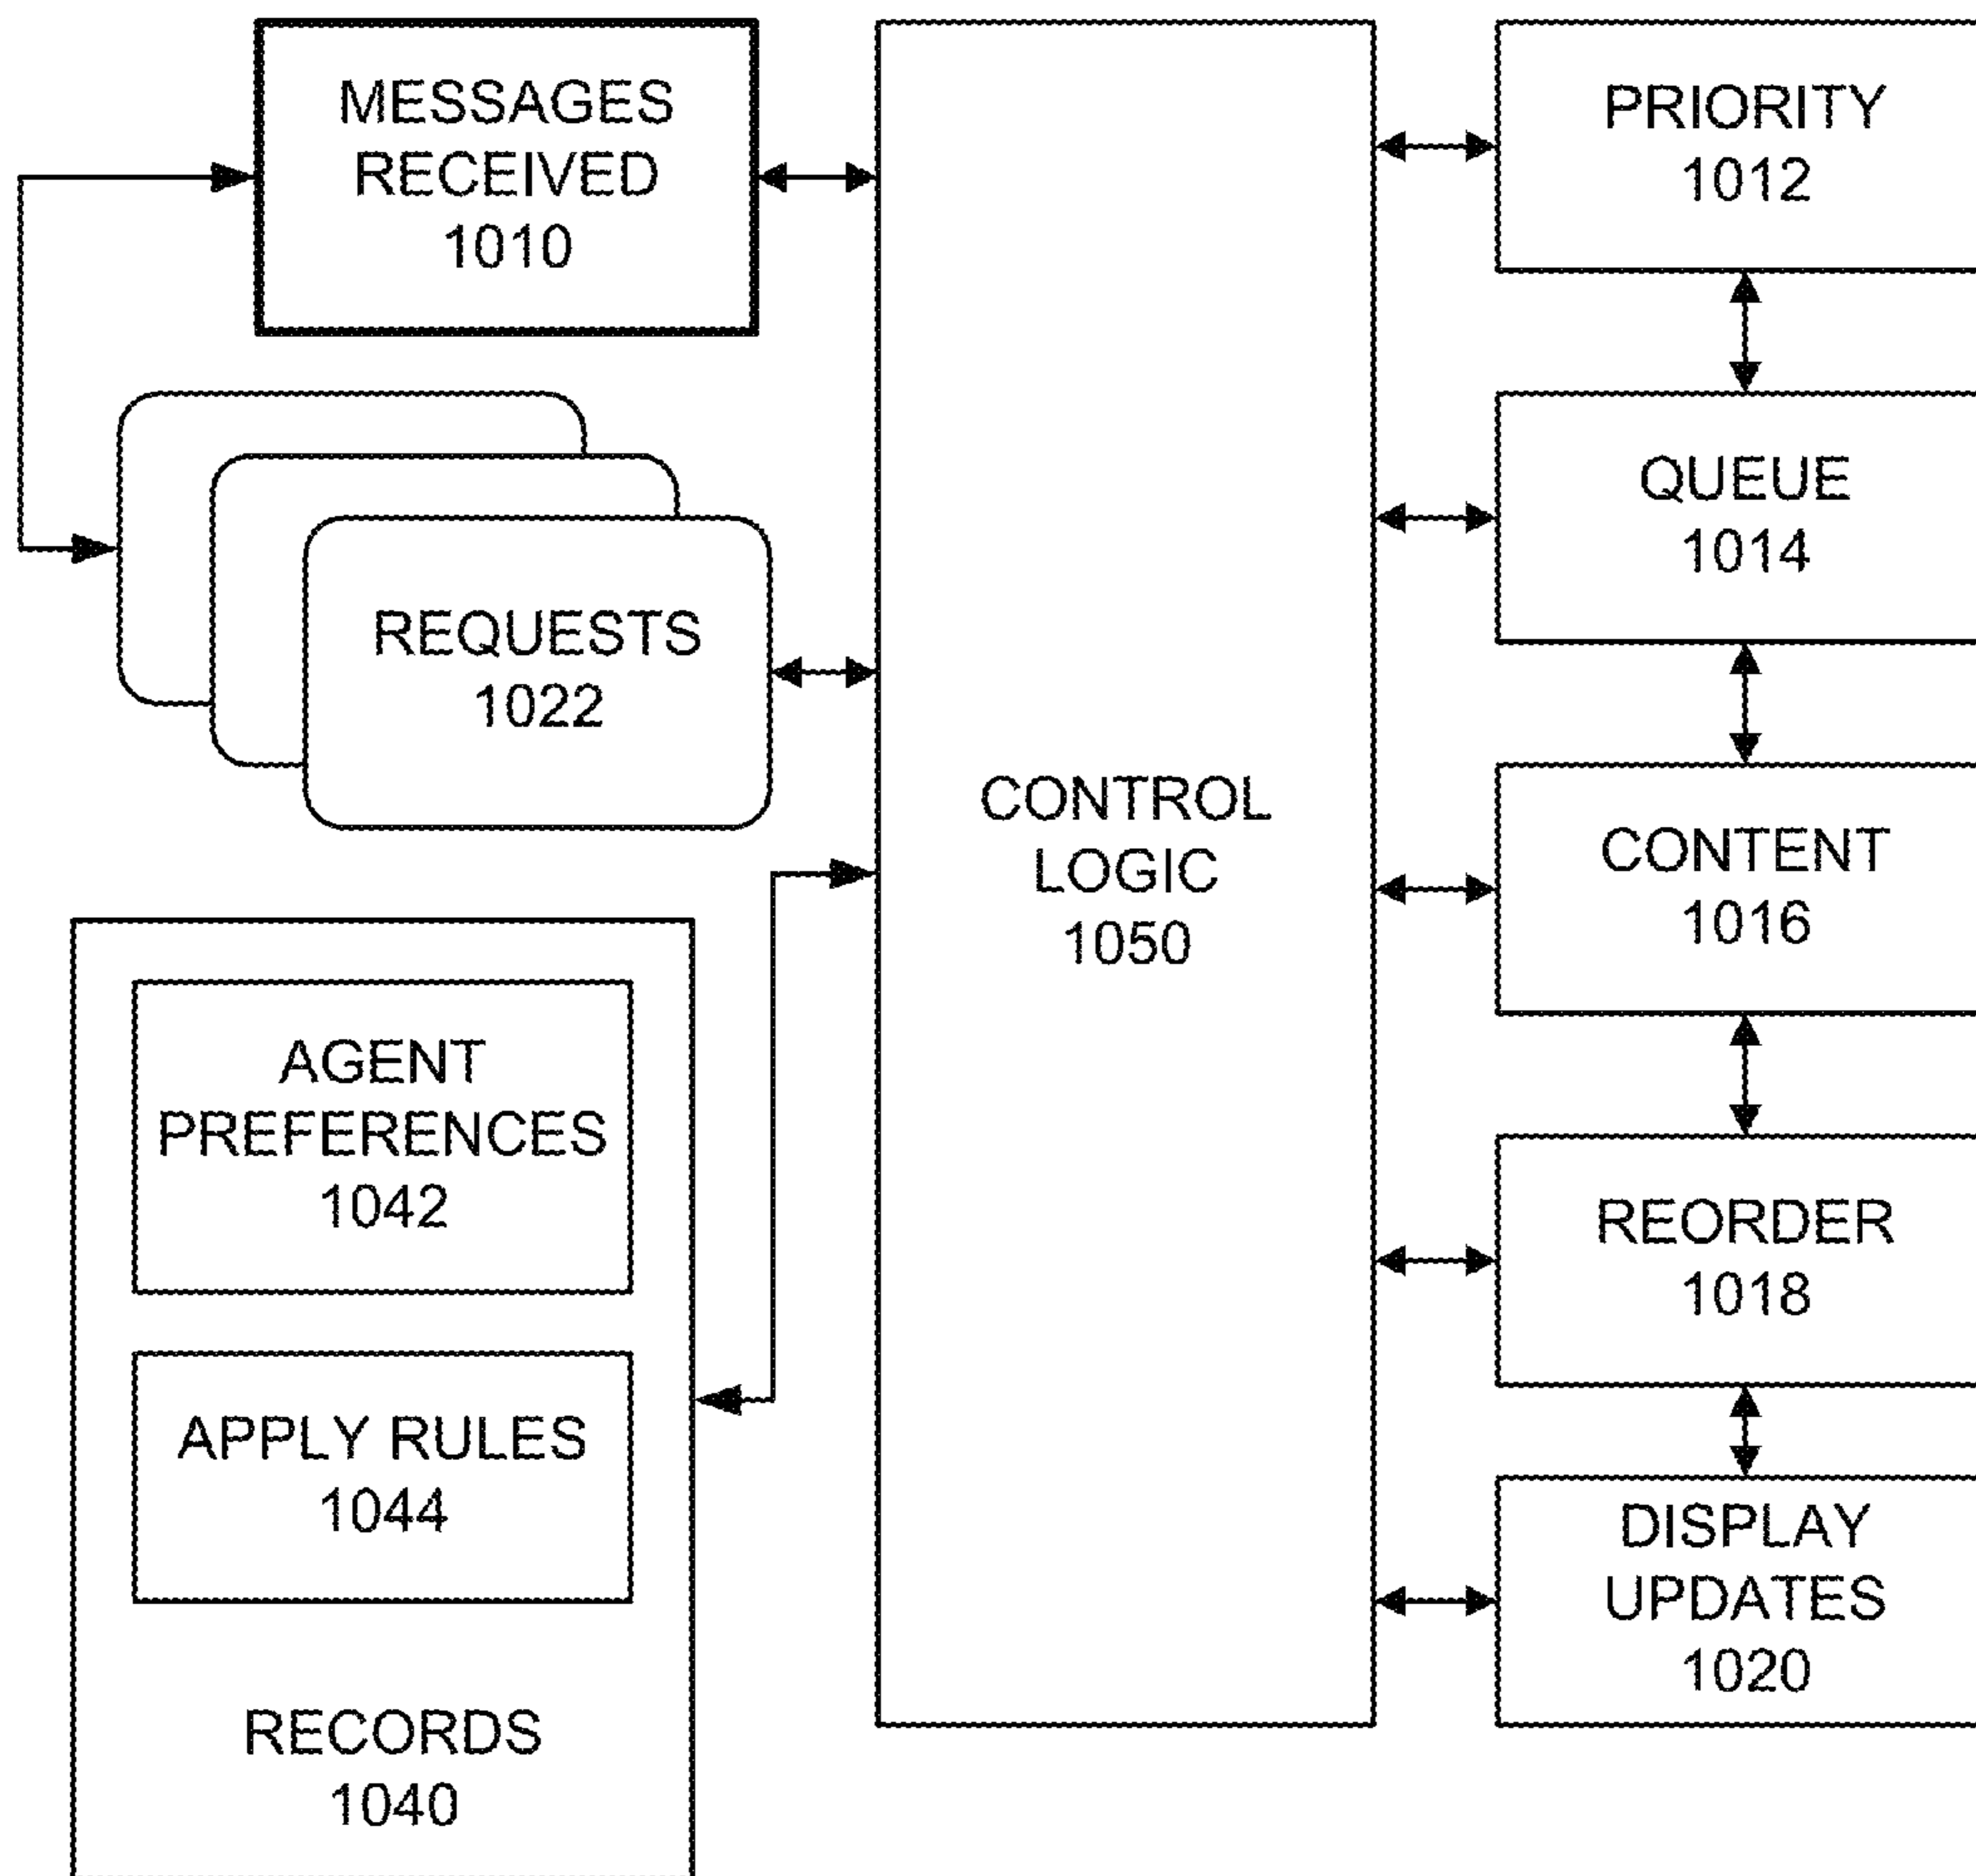 MESSAGES
RECEIVED
1010
REQUESTS
1022
AGENT
PREFERENCES
1042
APPLY RULES
1044
RECORDS
1040
CONTROL
LOGIC
1050
PRIORITY
1012
QUEUE
1014
CONTENT
1016
REORDER
1018
DISPLAY
UPDATES
1020